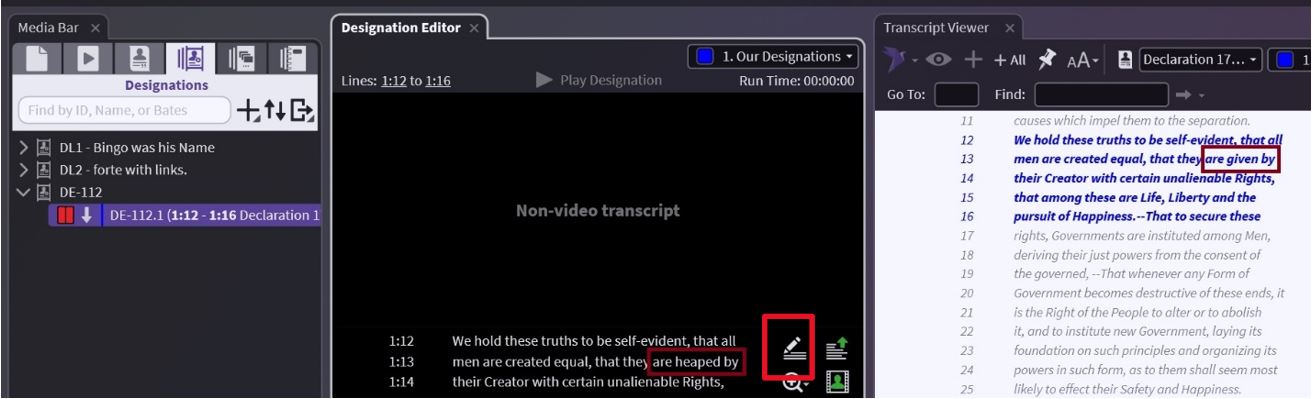 Media Bar ×
Designations
Find by ID, Name, or Bates
DL1 - Bingo was his Name
DL2 - forte with links.
DE-112
DE-112.1 (1:12 - 1:16 Declaration 1
Designation Editor ×
1. Our Designations
Lines: 1:12 to 1:16 Play Designation Run Time: 00:00:00
Non-video transcript
1:12 We hold these truths to be self-evident, that all
1:13 men are created equal, that they are heaped by
1:14 their Creator with certain unalienable Rights,
Transcript Viewer ×
+ All AA Declaration 17... 1
Go To: Find:
11 causes which impel them to the separation.
12 We hold these truths to be self-evident, that all
13 men are created equal, that they are given by
14 their Creator with certain unalienable Rights,
15 that among these are Life, Liberty and the
16 pursuit of Happiness.--That to secure these
17 rights, Governments are instituted among Men,
18 deriving their just powers from the consent of
19 the governed, --That whenever any Form of
20 Government becomes destructive of these ends, it
21 is the Right of the People to alter or to abolish
22 it, and to institute new Government, laying its
23 foundation on such principles and organizing its
24 powers in such form, as to them shall seem most
25 likely to effect their Safety and Happiness.